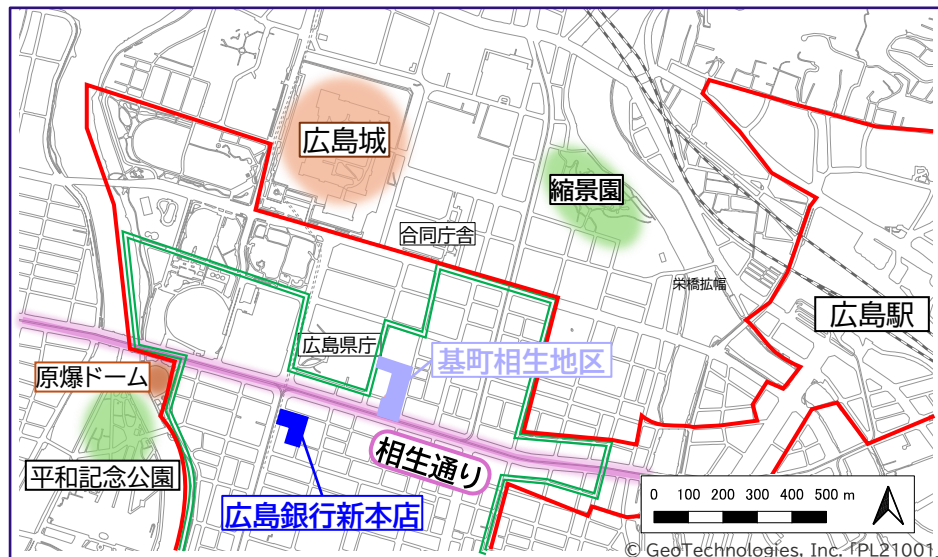 広島城
縮景園
合同庁舎
栄橋拡幅
広島駅
広島県庁
基町相生地区
原爆ドーム
相生通り
平和記念公園
広島銀行新本店
0 100 200 300 400 500 m
© GeoTechnologies, Inc. [PL21001